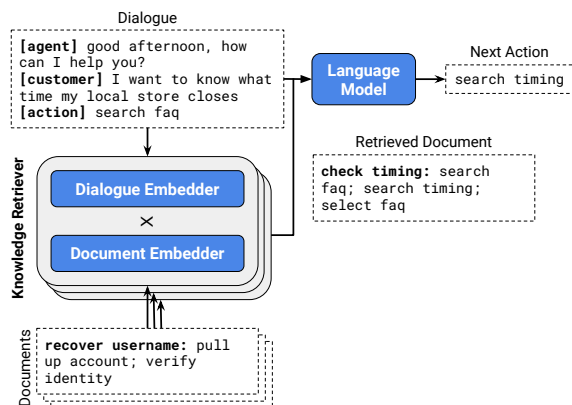 Dialogue
[agent] good afternoon, how
can I help you?
[customer] I want to know what
time my local store closes
[action] search faq
Language
Model
Next Action
search timing
Retrieved Document
check timing: search
faq; search timing;
select faq
Knowledge Retriever
Dialogue Embedder
X
Document Embedder
Documents
recover username: pull
up account; verify
identity